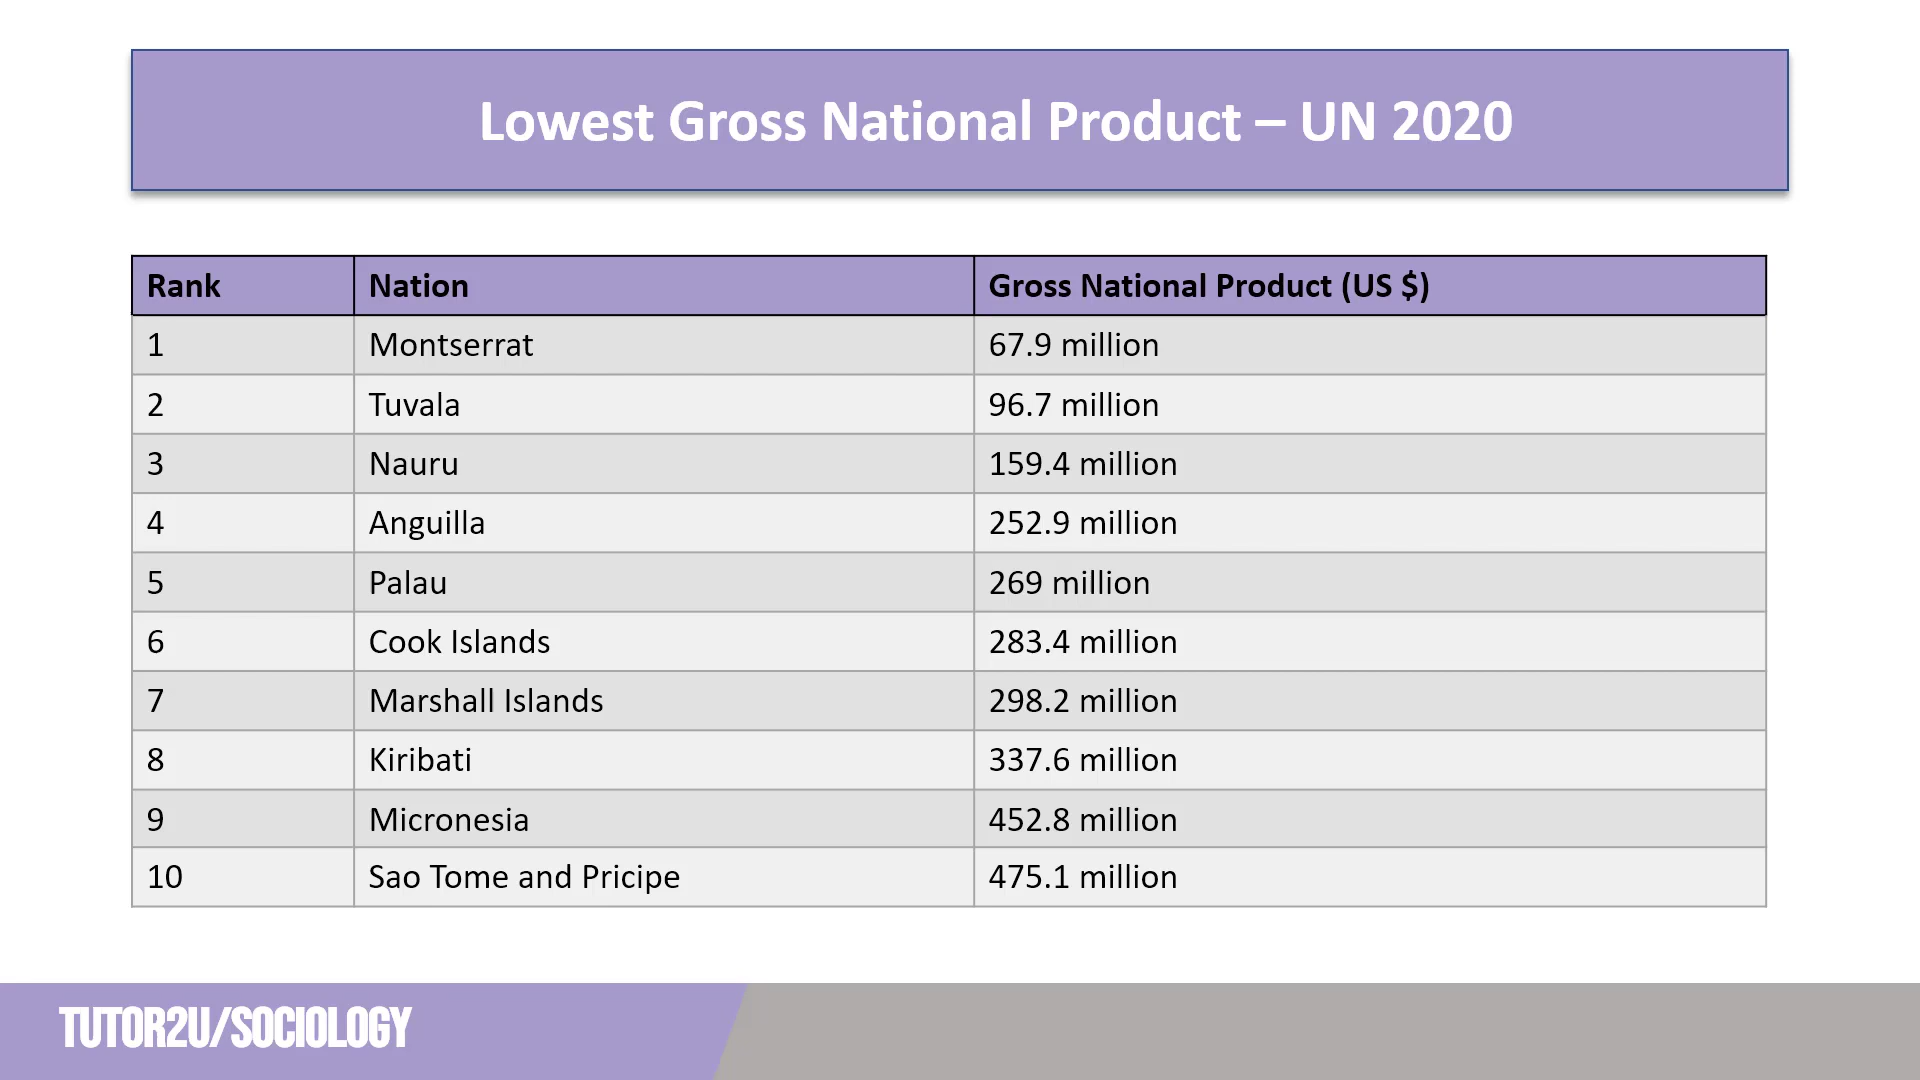 Lowest Gross National Product – UN 2020
Rank Nation Gross National Product (US $)
1 Montserrat 67.9 million
2 Tuvala 96.7 million
3 Nauru 159.4 million
4 Anguilla 252.9 million
5 Palau 269 million
6 Cook Islands 283.4 million
7 Marshall Islands 298.2 million
8 Kiribati 337.6 million
9 Micronesia 452.8 million
10 Sao Tome and Pricipe 475.1 million
TUTOR2U/SOCIOLOGY